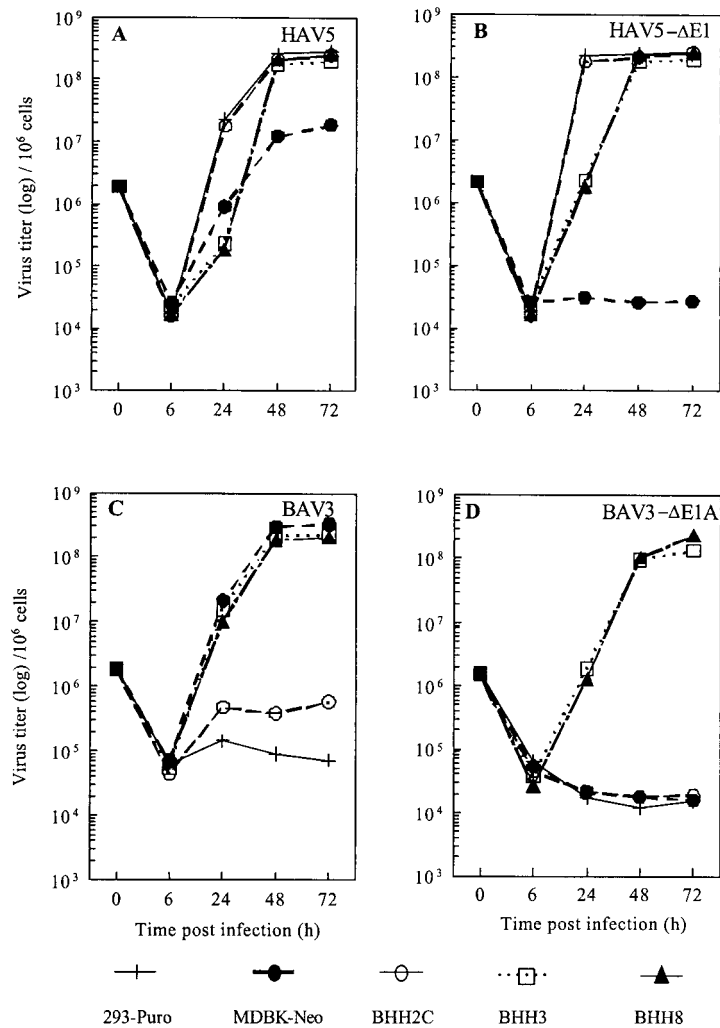 A
HAV5
Virus titer (log) / 10⁶ cells
10⁹
10⁸
10⁷
10⁶
10⁵
10⁴
10³
0 6 24 48 72
B
HAV5-ΔE1
10⁹
10⁸
10⁷
10⁶
10⁵
10⁴
10³
0 6 24 48 72
C
BAV3
Virus titer (log) /10⁶ cells
10⁹
10⁸
10⁷
10⁶
10⁵
10⁴
10³
0 6 24 48 72
Time post infection (h)
D
BAV3-ΔE1A
10⁹
10⁸
10⁷
10⁶
10⁵
10⁴
10³
0 6 24 48 72
Time post infection (h)
293-Puro MDBK-Neo BHH2C BHH3 BHH8